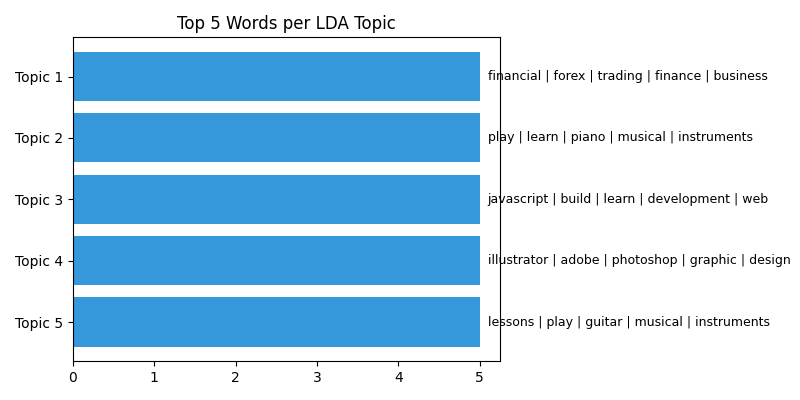 Top 5 Words per LDA Topic
Topic 1 financial | forex | trading | finance | business
Topic 2 play | learn | piano | musical | instruments
Topic 3 javascript | build | learn | development | web
Topic 4 illustrator | adobe | photoshop | graphic | design
Topic 5 lessons | play | guitar | musical | instruments
0 1 2 3 4 5